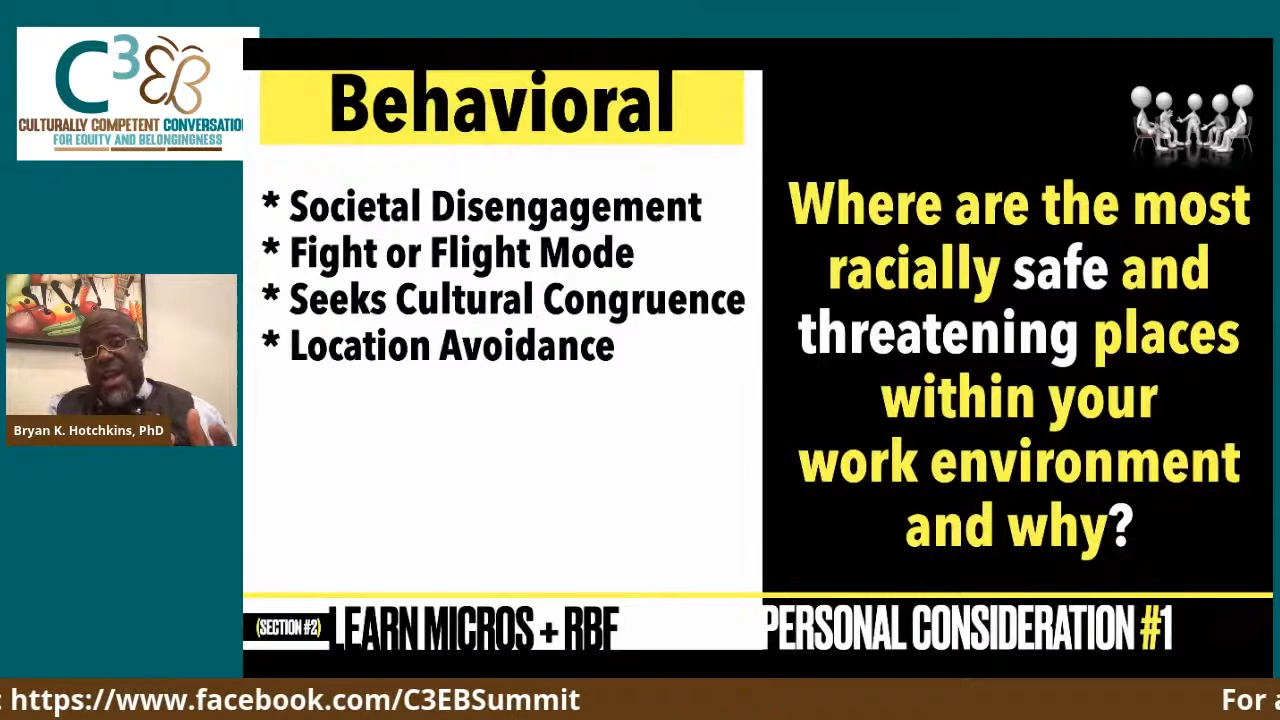 C3EB
CULTURALLY COMPETENT CONVERSATIO
FOR EQUITY AND BELONGINGNESS
Behavioral
* Societal Disengagement
* Fight or Flight Mode
* Seeks Cultural Congruence
* Location Avoidance
Where are the most
racially safe and
threatening places
within your
work environment
and why?
Bryan K. Hotchkins, PhD
(SECTION #2) LEARN MICROS + RBF
PERSONAL CONSIDERATION #1
: https://www.facebook.com/C3EBSummit
For a